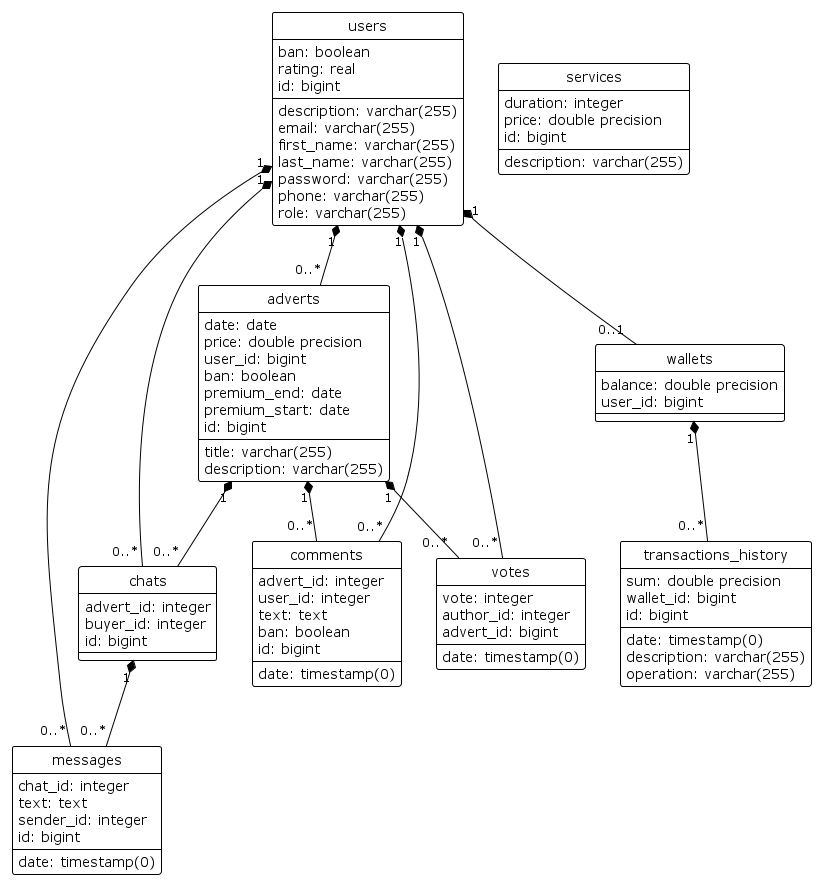 users
ban: boolean
rating: real
id: bigint
description: varchar(255)
email: varchar(255)
first_name: varchar(255)
last_name: varchar(255)
password: varchar(255)
phone: varchar(255)
role: varchar(255)
services
duration: integer
price: double precision
id: bigint
description: varchar(255)
1
1
1
1
1
1
0..*
0..1
adverts
date: date
price: double precision
user_id: bigint
ban: boolean
premium_end: date
premium_start: date
id: bigint
title: varchar(255)
description: varchar(255)
wallets
balance: double precision
user_id: bigint
1
1
1
1
0..*
0..*
0..*
0..*
0..*
0..*
0..*
chats
advert_id: integer
buyer_id: integer
id: bigint
comments
advert_id: integer
user_id: integer
text: text
ban: boolean
id: bigint
date: timestamp(0)
votes
vote: integer
author_id: integer
advert_id: bigint
date: timestamp(0)
transactions_history
sum: double precision
wallet_id: bigint
id: bigint
date: timestamp(0)
description: varchar(255)
operation: varchar(255)
1
0..*
0..*
messages
chat_id: integer
text: text
sender_id: integer
id: bigint
date: timestamp(0)